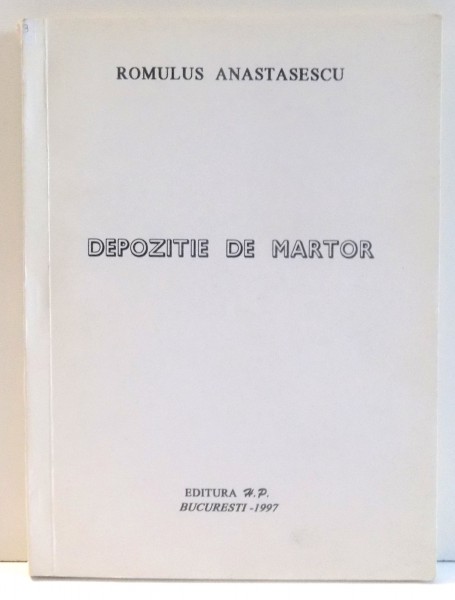 ROMULUS ANASTASESCU
DEPOZITIE DE MARTOR
EDITURA H.P.
BUCURESTI -1997